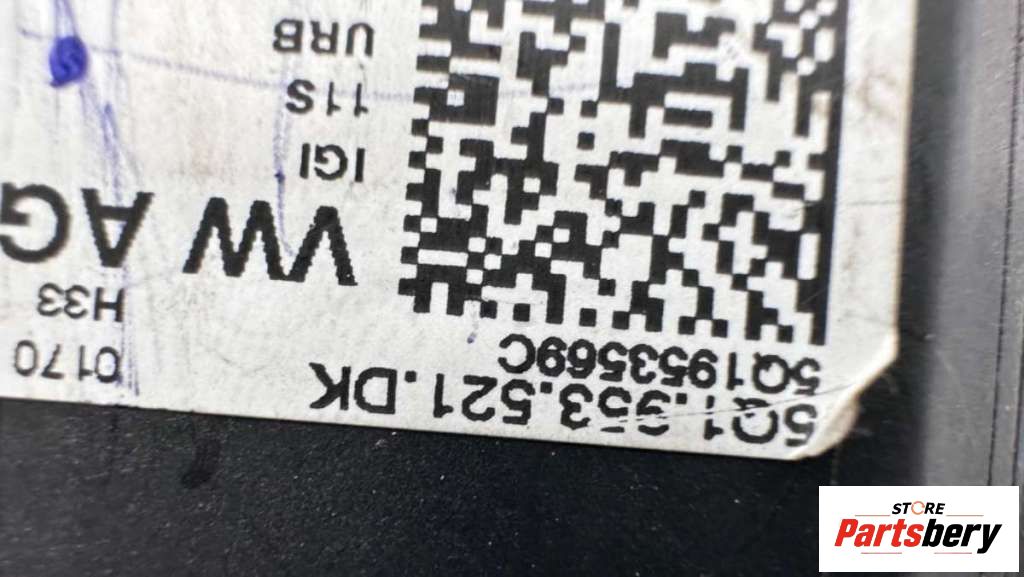 5Q1.953.521.DK
5Q1953569C
0170
H33
VW AG
IGI
11S
URB
STORE
Partsbery